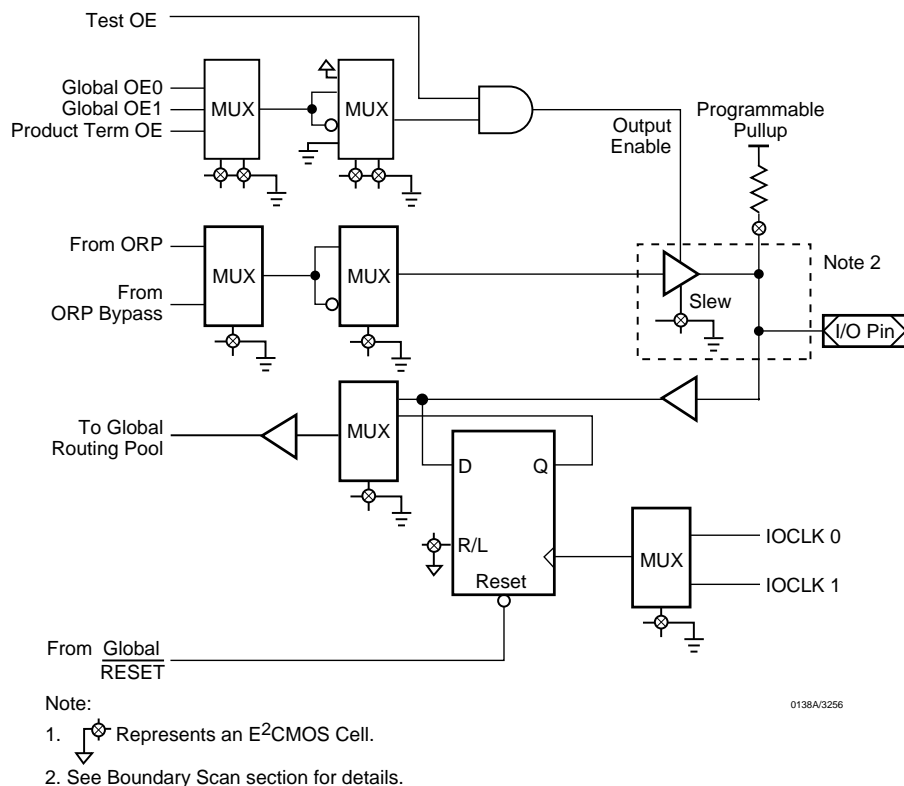 Test OE
Global OE0
Global OE1
Product Term OE
MUX
MUX
Output
Enable
Programmable
Pullup
From ORP
From
ORP Bypass
MUX
MUX
Slew
Note 2
I/O Pin
To Global
Routing Pool
MUX
D
Q
R/L
Reset
MUX
IOCLK 0
IOCLK 1
From Global
RESET
Note:
0138A/3256
1. Represents an E2CMOS Cell.
2. See Boundary Scan section for details.